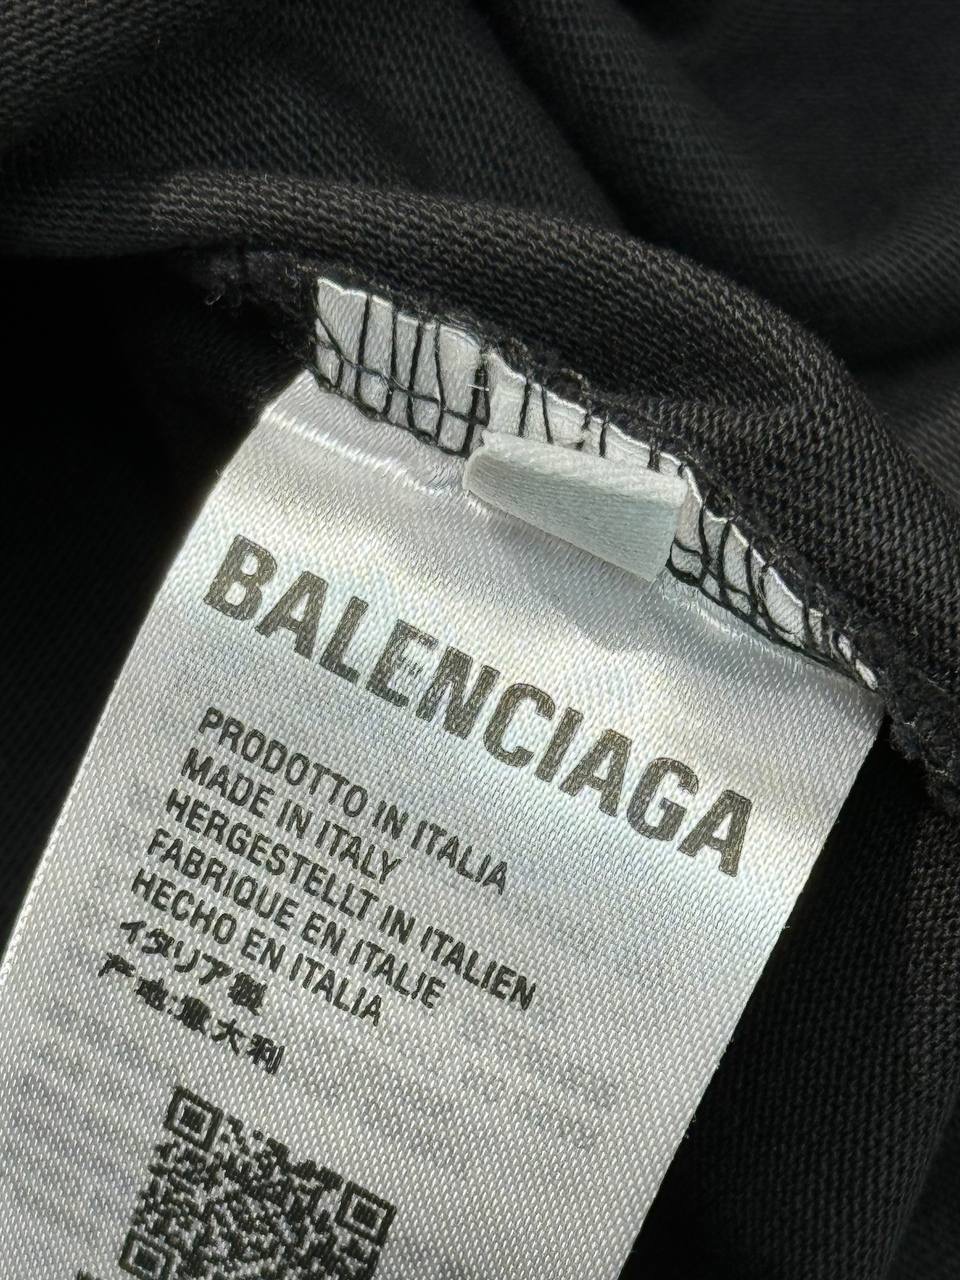 BALENCIAGA
PRODOTTO IN ITALIA
MADE IN ITALY
HERGESTELLT IN ITALIEN
FABRIQUE EN ITALIE
HECHO EN ITALIA
イタリア製
产地:意大利